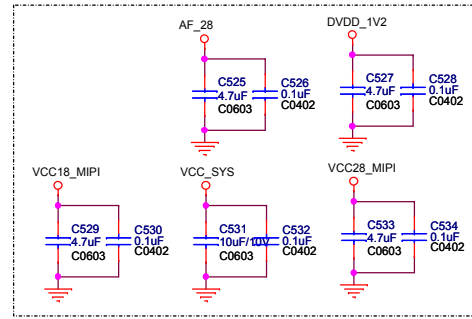 AF_28
C525
4.7uF
C0603
C526
0.1uF
C0402
DVDD_1V2
C527
4.7uF
C0603
C528
0.1uF
C0402
VCC18_MIPI
C529
4.7uF
C0603
C530
0.1uF
C0402
VCC_SYS
C531
10uF/10V
C0603
C532
0.1uF
C0402
VCC28_MIPI
C533
4.7uF
C0603
C534
0.1uF
C0402